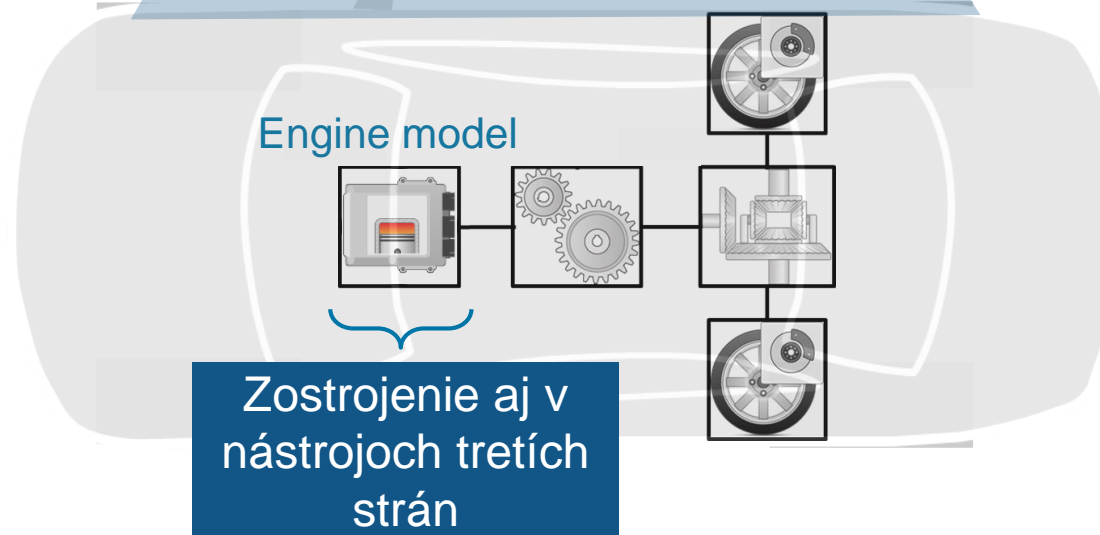 Engine model
Zostrojenie aj v
nástrojoch tretích
strán